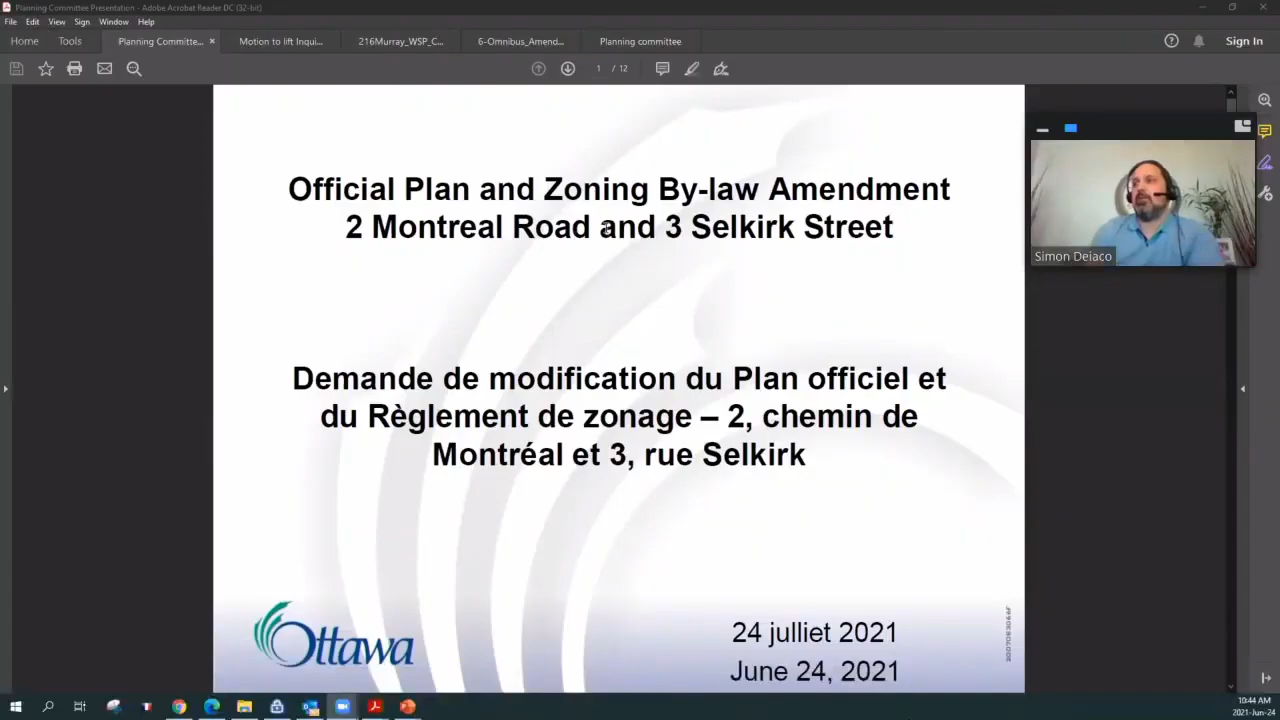 Planning Committee Presentation - Adobe Acrobat Reader DC (32-bit)
File Edit View Sign Window Help
Home Tools Planning Committe... × Motion to lift Inqui... 216Murray_WSP_C... 6-Omnibus_Amend... Planning committee Sign In
1 / 12
Official Plan and Zoning By-law Amendment
2 Montreal Road and 3 Selkirk Street
Simon Deiaco
Demande de modification du Plan officiel et
du Règlement de zonage – 2, chemin de
Montréal et 3, rue Selkirk
Ottawa
24 julliet 2021
June 24, 2021
10:44 AM
2021-Jun-24